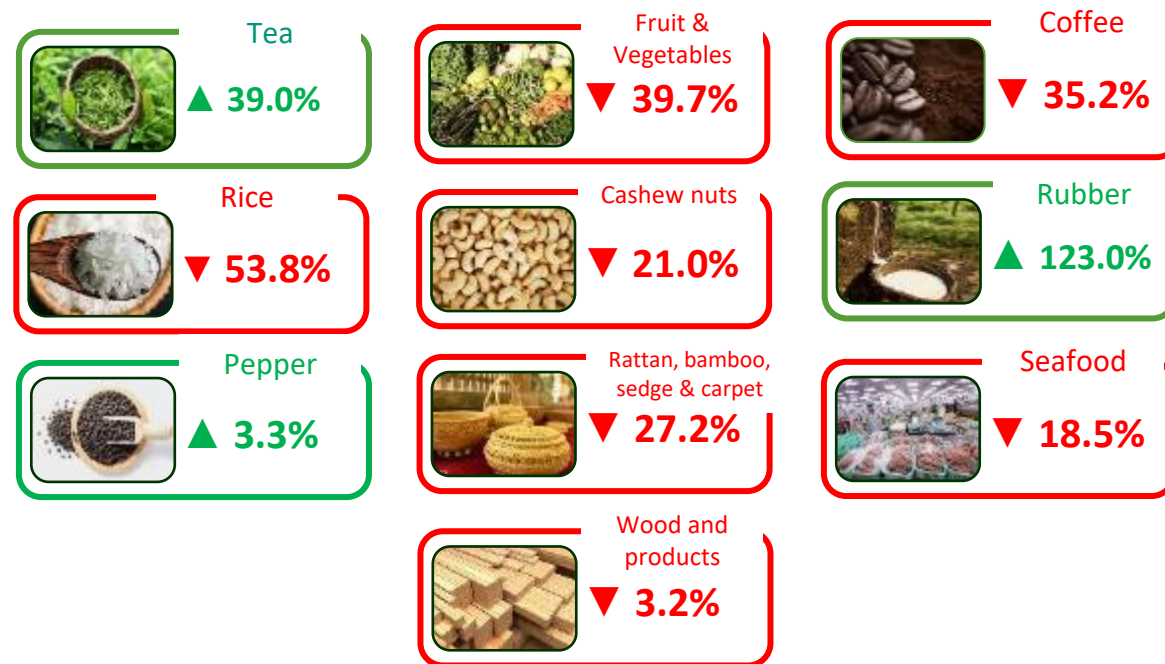 Tea
▲ 39.0%
Fruit &
Vegetables
▼ 39.7%
Coffee
▼ 35.2%
Rice
▼ 53.8%
Cashew nuts
▼ 21.0%
Rubber
▲ 123.0%
Pepper
▲ 3.3%
Rattan, bamboo,
sedge & carpet
▼ 27.2%
Seafood
▼ 18.5%
Wood and
products
▼ 3.2%